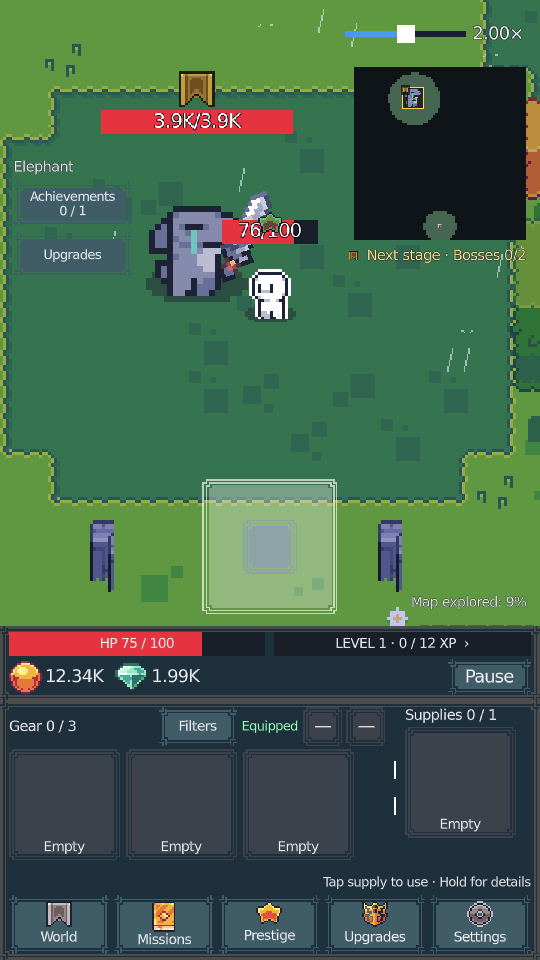 2.00×
3.9K/3.9K
Elephant
Achievements
0 / 1
76/100
Upgrades
Next stage · Bosses 0/2
Map explored: 9%
HP 75 / 100
LEVEL 1 · 0 / 12 XP ›
12.34K
1.99K
Pause
Gear 0 / 3
Filters
Equipped
—
—
Supplies 0 / 1
Empty
Empty
Empty
Empty
Tap supply to use · Hold for details
World
Missions
Prestige
Upgrades
Settings